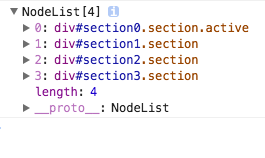 ▼ NodeList[4] i
▶ 0: div#section0.section.active
▶ 1: div#section1.section
▶ 2: div#section2.section
▶ 3: div#section3.section
length: 4
▶ __proto__: NodeList